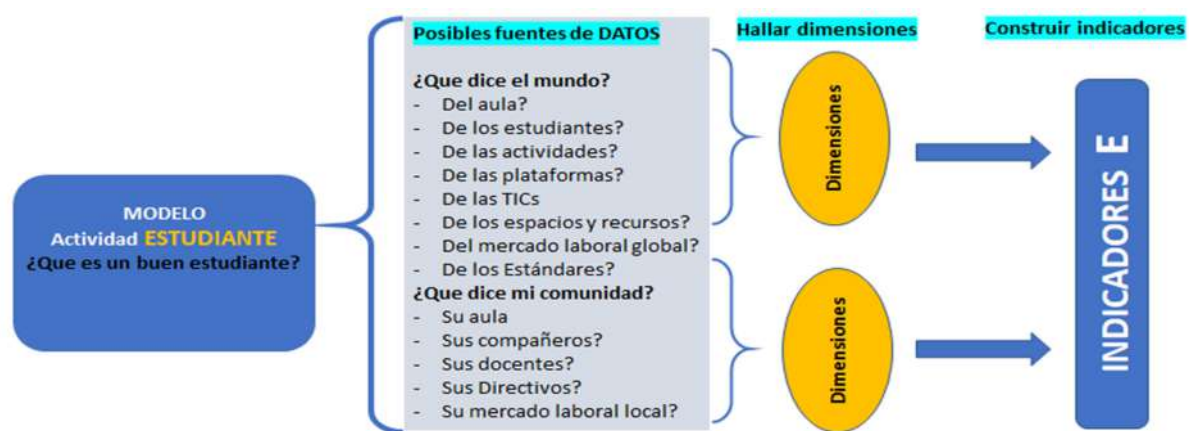 MODELO
Actividad ESTUDIANTE
¿Que es un buen estudiante?
Posibles fuentes de DATOS
¿Que dice el mundo?
- Del aula?
- De los estudiantes?
- De las actividades?
- De las plataformas?
- De las TICs
- De los espacios y recursos?
- Del mercado laboral global?
- De los Estándares?
¿Que dice mi comunidad?
- Su aula
- Sus compañeros?
- Sus docentes?
- Sus Directivos?
- Su mercado laboral local?
Hallar dimensiones
Dimensiones
Dimensiones
Construir indicadores
INDICADORES E